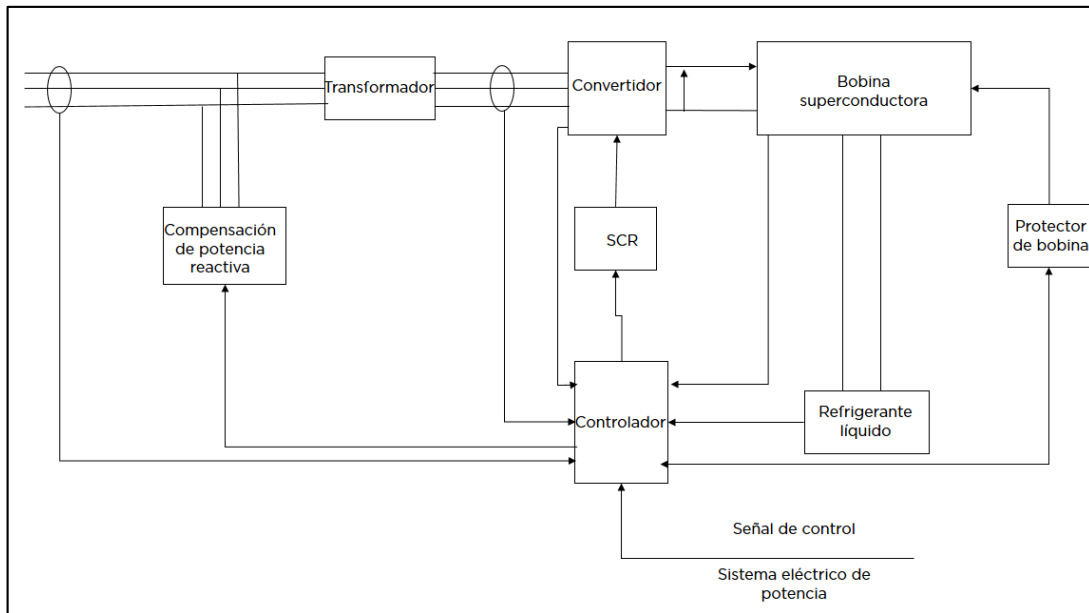 Transformador
Convertidor
Bobina
superconductora
Compensación
de potencia
reactiva
SCR
Protector
de bobina
Controlador
Refrigerante
líquido
Señal de control
Sistema eléctrico de
potencia